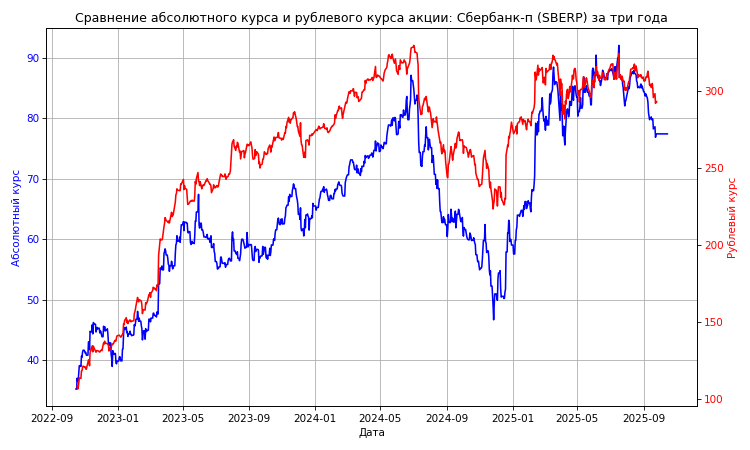 Сравнение абсолютного курса и рублевого курса акции: Сбербанк-п (SBERP) за три года
Абсолютный курс
90
80
70
60
50
40
300
250
200
150
100
Рублевый курс
2022-09 2023-01 2023-05 2023-09 2024-01 2024-05 2024-09 2025-01 2025-05 2025-09
Дата